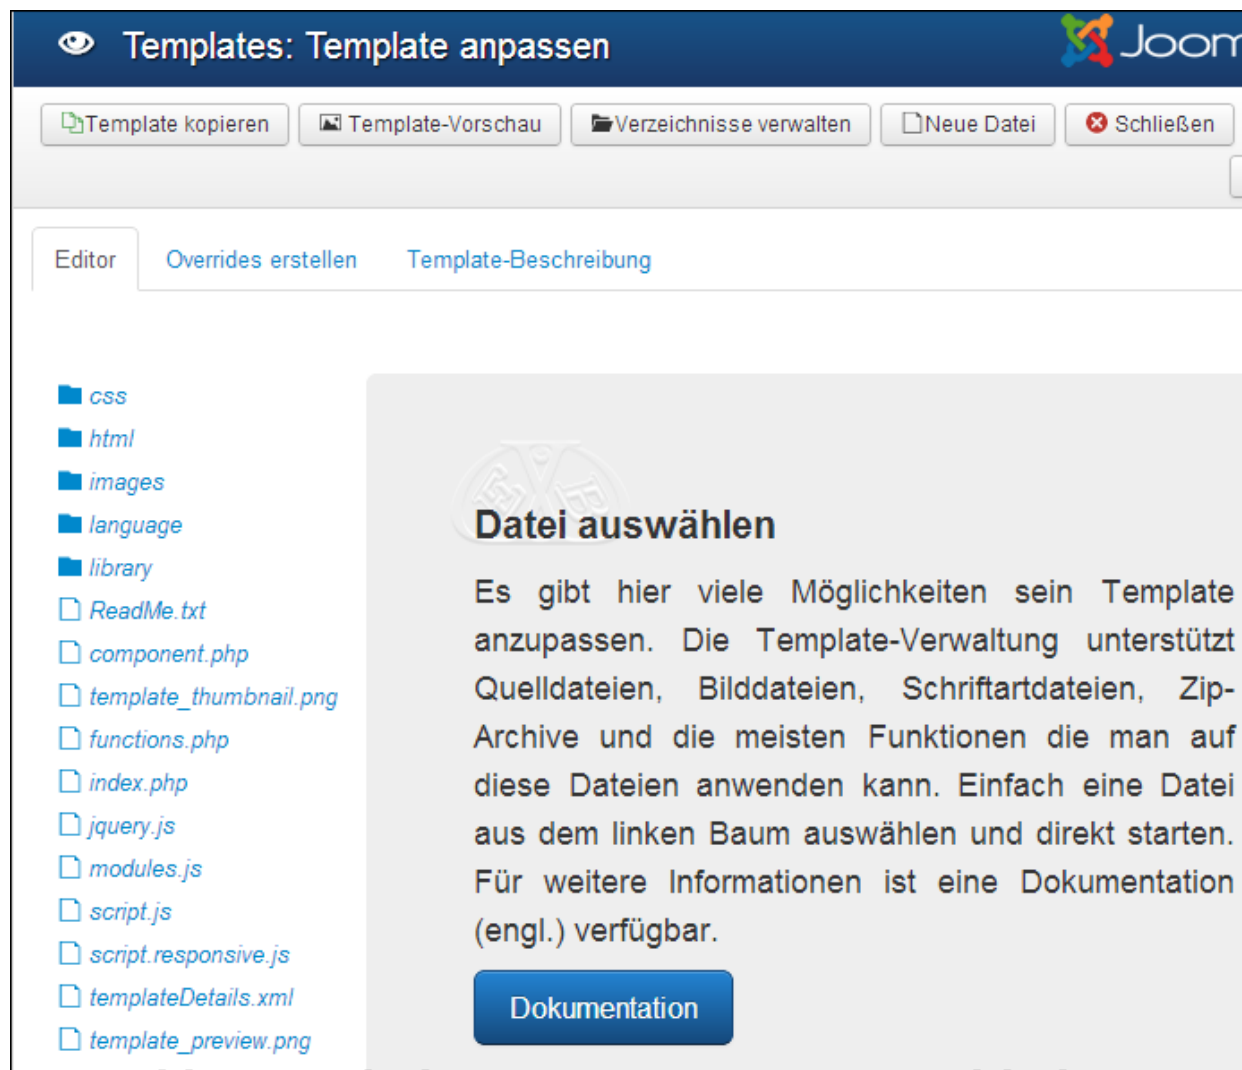 Templates: Template anpassen
Template kopieren
Template-Vorschau
Verzeichnisse verwalten
Neue Datei
Schließen
Editor
Overrides erstellen
Template-Beschreibung
css
html
images
language
library
ReadMe.txt
component.php
template_thumbnail.png
functions.php
index.php
jquery.js
modules.js
script.js
script.responsive.js
templateDetails.xml
template_preview.png
Datei auswählen
Es gibt hier viele Möglichkeiten sein Template
anzupassen. Die Template-Verwaltung unterstützt
Quelldateien, Bilddateien, Schriftartdateien, Zip-
Archive und die meisten Funktionen die man auf
diese Dateien anwenden kann. Einfach eine Datei
aus dem linken Baum auswählen und direkt starten.
Für weitere Informationen ist eine Dokumentation
(engl.) verfügbar.
Dokumentation